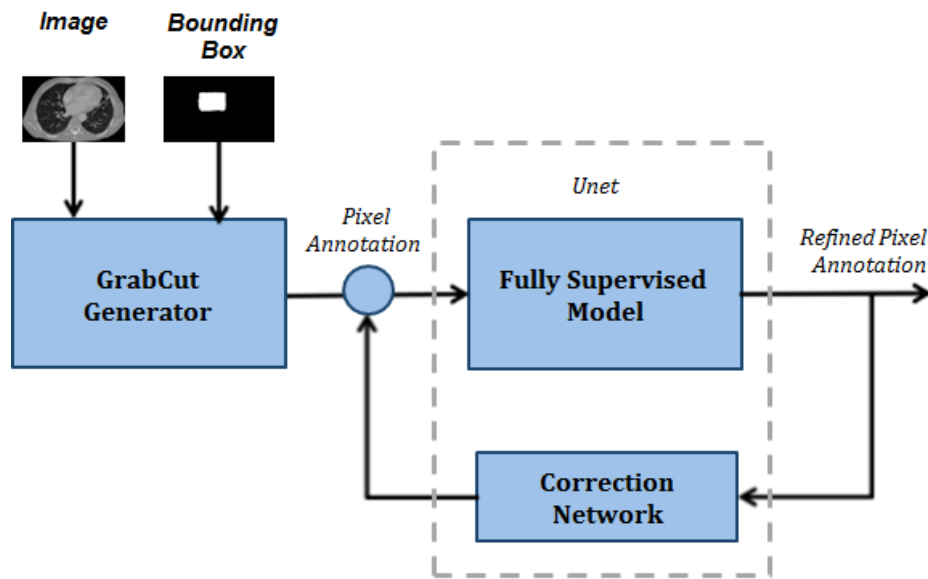 Image
Bounding
Box
Unet
Pixel
Annotation
Refined Pixel
Annotation
GrabCut
Generator
Fully Supervised
Model
Correction
Network